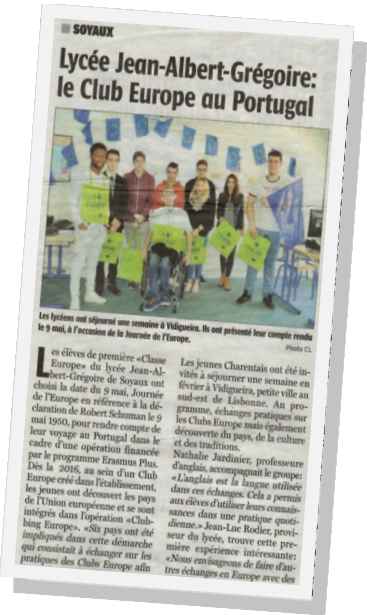 SOYAUX
Lycée Jean-Albert-Grégoire:
le Club Europe au Portugal
Les lycéens ont séjourné une semaine à Vidigueira. Ils ont présenté leur compte rendu
le 9 mai, à l'occasion de la Journée de l'Europe.
Photo CL
Les élèves de première «Classe
Europe» du lycée Jean-Al-
bert-Grégoire de Soyaux ont
choisi la date du 9 mai, Journée
de l'Europe en référence à la dé-
claration de Robert Schuman le 9
mai 1950, pour rendre compte de
leur voyage au Portugal dans le
cadre d'une opération financée
par le programme Erasmus Plus.
Dès la 2016, au sein d'un Club
Europe créé dans l'établissement,
les jeunes ont découvert les pays
de l'Union européenne et se sont
intégrés dans l'opération «Club-
bing Europe». «Six pays ont été
impliqués dans cette démarche
qui consistait à échanger sur les
pratiques des Clubs Europe afin
Les jeunes Charentais ont été in-
vités à séjourner une semaine en
février à Vidigueira, petite ville au
sud-est de Lisbonne. Au pro-
gramme, échanges pratiques sur
les Clubs Europe mais également
découverte du pays, de la culture
et des traditions.
Nathalie Jardinier, professeure
d'anglais, accompagnait le groupe:
«L'anglais est la langue utilisée
dans ces échanges. Cela a permis
aux élèves d'utiliser leurs connais-
sances dans une pratique quoti-
dienne.» Jean-Luc Rodier, provi-
seur du lycée, trouve cette pre-
mière expérience intéressante:
«Nous envisageons de faire d'au-
tres échanges en Europe avec des